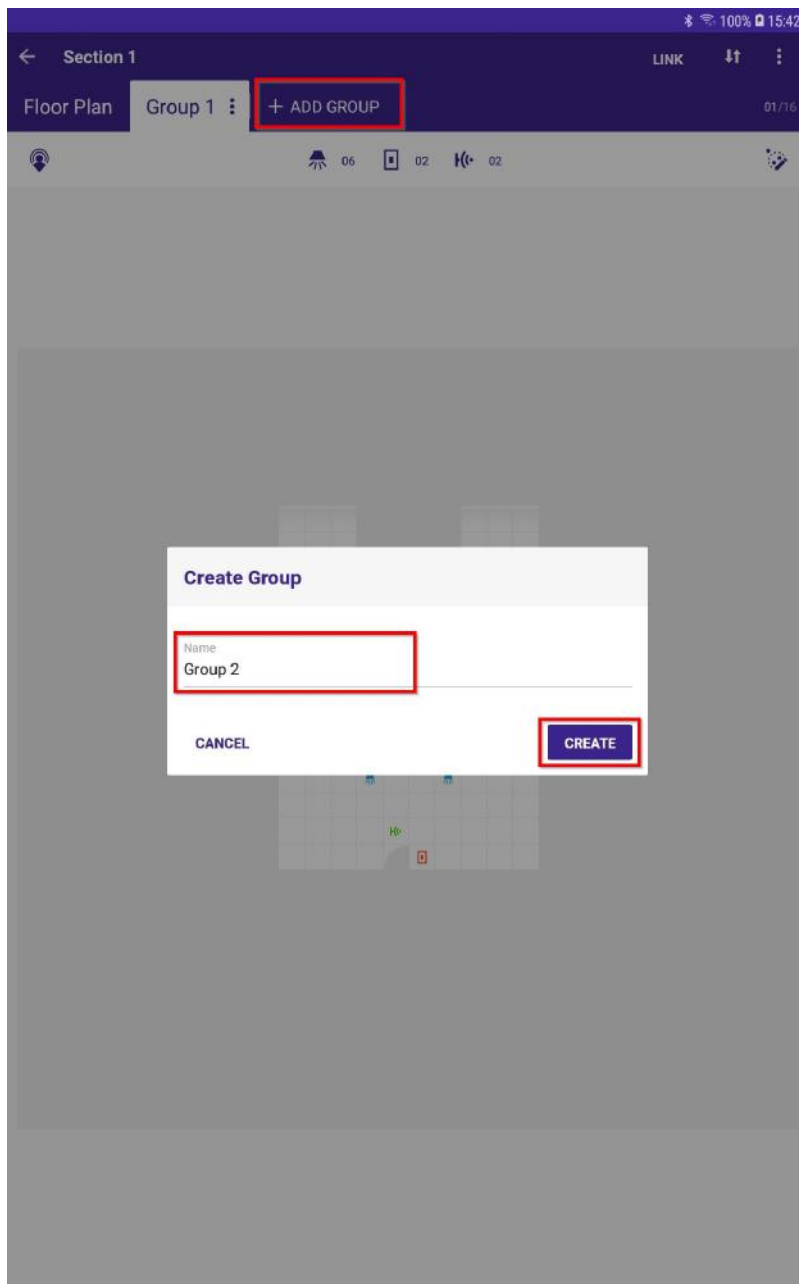 100% 15:42
Section 1 LINK
Floor Plan Group 1 + ADD GROUP 01/16
06 02 02
Create Group
Name
Group 2
CANCEL CREATE